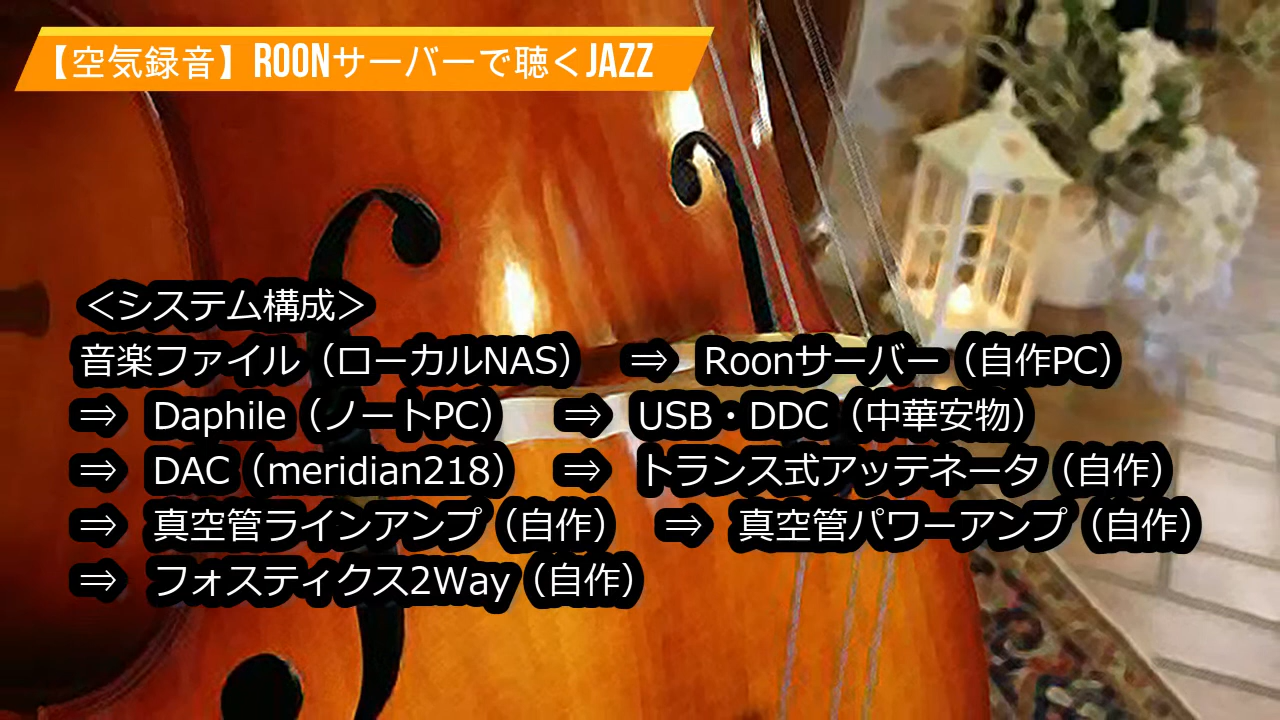 【空気録音】ROONサーバーで聴くJAZZ
＜システム構成＞
音楽ファイル（ローカルNAS）　⇒　Roonサーバー（自作PC）
⇒　Daphile（ノートPC）　⇒　USB・DDC（中華安物）
⇒　DAC（meridian218）　⇒　トランス式アッテネータ（自作）
⇒　真空管ラインアンプ（自作）　⇒　真空管パワーアンプ（自作）
⇒　フォスティクス2Way（自作）